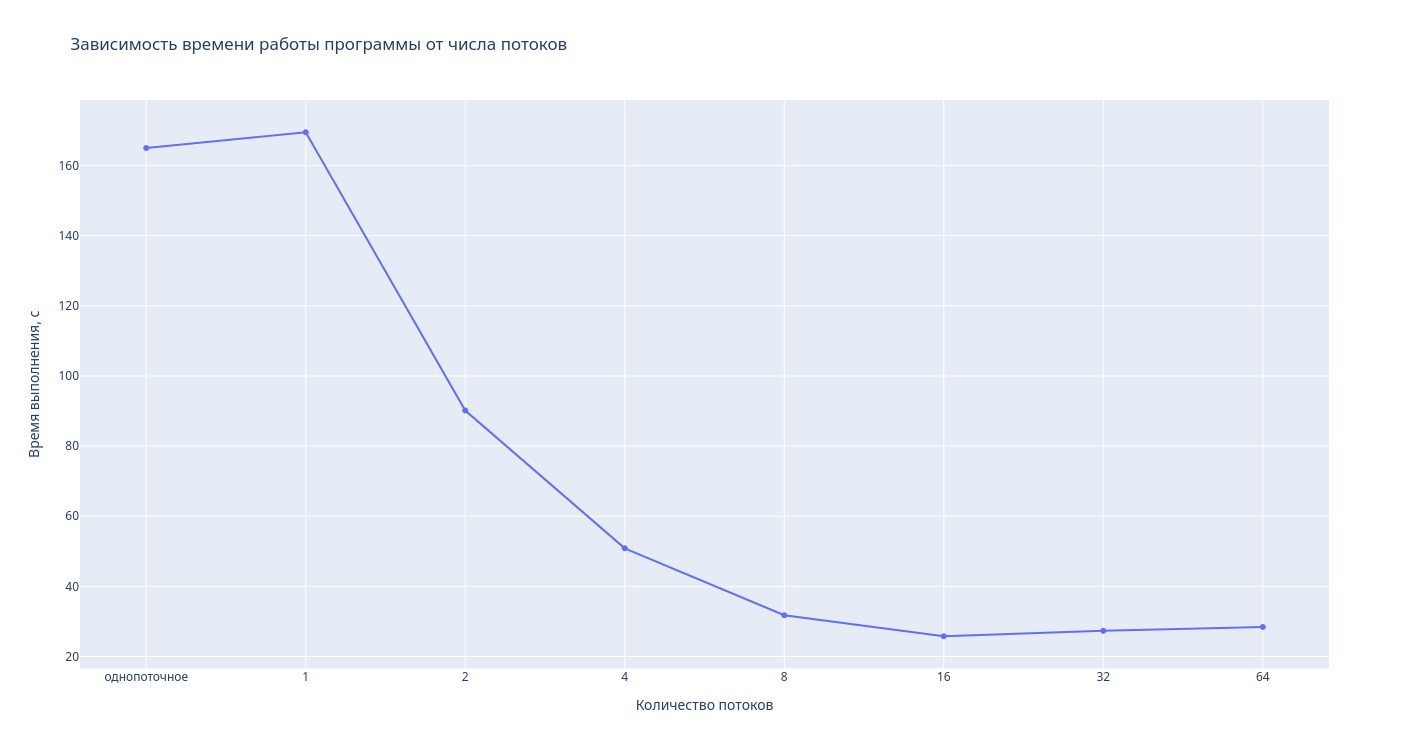 Зависимость времени работы программы от числа потоков
Время выполнения, с
160
140
120
100
80
60
40
20
однопоточное 1 2 4 8 16 32 64
Количество потоков